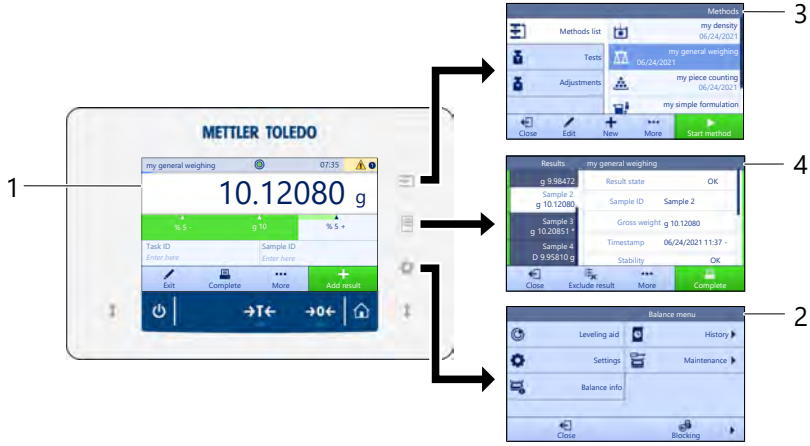 METTLER TOLEDO
1
my general weighing 07:35
10.12080 g
% 5 - g 10 % 5 +
Task ID Sample ID
Enter here Enter here
Exit Complete More Add result
→T← →0←
3
Methods
Methods list
Tests
Adjustments
my density
06/24/2021
my general weighing
06/24/2021
my piece counting
06/24/2021
my simple formulation
Close Edit New More Start method
4
Results my general weighing
g 9.98472
Sample 2
g 10.12080
Sample 3
g 10.20851 *
Sample 4
D 9.95810 g
Result state OK
Sample ID Sample 2
Gross weight g 10.12080
Timestamp 06/24/2021 11:37 -
Stability OK
Close Exclude result More Complete
2
Balance menu
Leveling aid History
Settings Maintenance
Balance info
Close Blocking